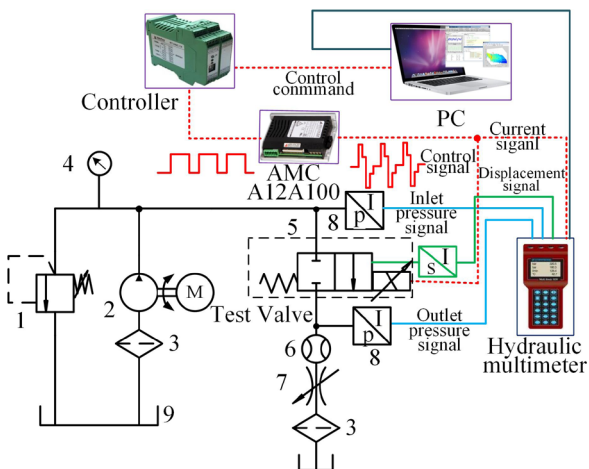 Control
conmmand
Controller
PC
4
AMC
A12A100
Control
signal
Current
siganl
Displacement
signal
5
8
P
I
Inlet
pressure
signal
1
2
M
Test Valve
S
I
3
6
P
I
8
Outlet
pressure
signal
Hydraulic
multimeter
7
9
3